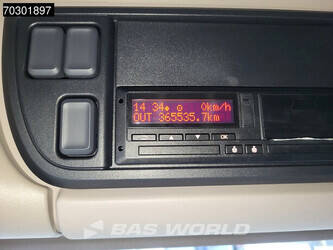 70301897
14 34 0km/h
OUT 365535.7km
OK
BAS WORLD